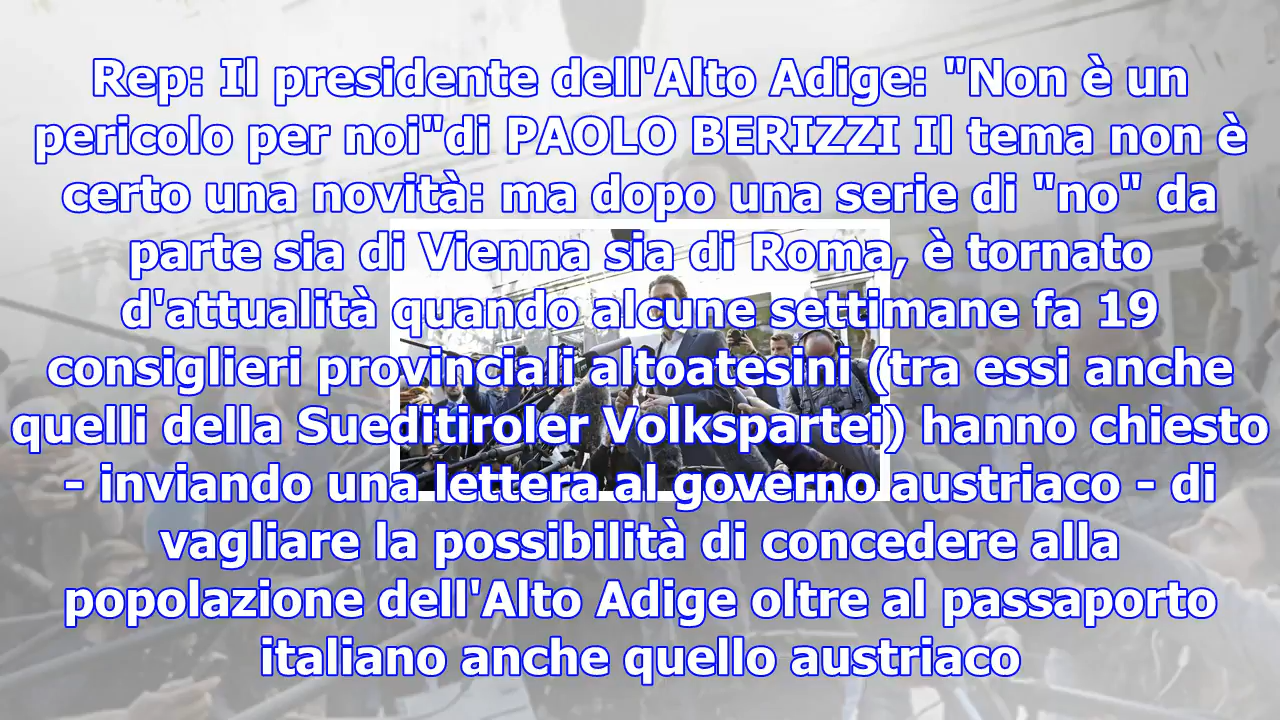 Rep: Il presidente dell'Alto Adige: "Non è un
pericolo per noi"di PAOLO BERIZZI Il tema non è
certo una novità: ma dopo una serie di "no" da
parte sia di Vienna sia di Roma, è tornato
d'attualità quando alcune settimane fa 19
consiglieri provinciali altoatesini (tra essi anche
quelli della Sueditiroler Volkspartei) hanno chiesto
- inviando una lettera al governo austriaco - di
vagliare la possibilità di concedere alla
popolazione dell'Alto Adige oltre al passaporto
italiano anche quello austriaco